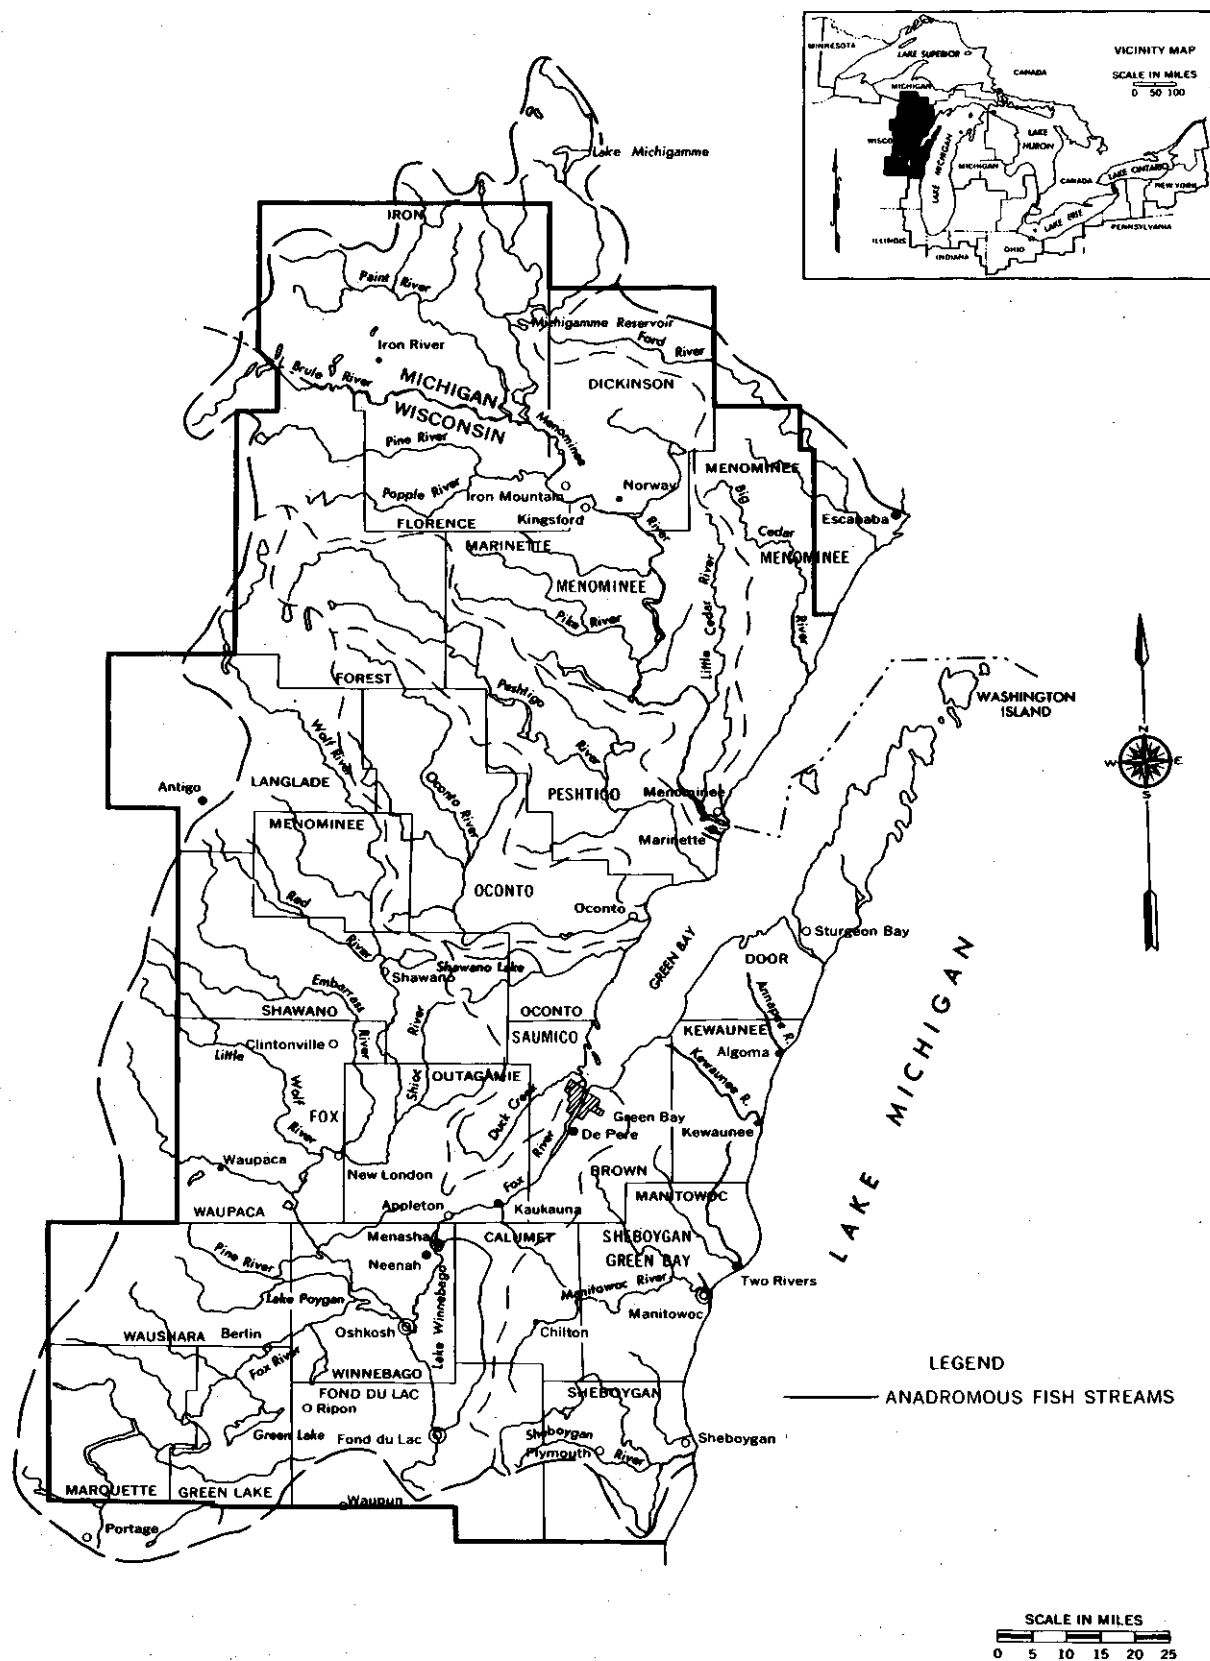 VICINITY MAP
SCALE IN MILES
0 50 100
MINNESOTA
LAKE SUPERIOR
CANADA
MICHIGAN
WISCO
LAKE MICHIGAN
MICHIGAN
LAKE HURON
CANADA
LAKE ONTARIO
NEW YORK
LAKE ERIE
PENNSYLVANIA
ILLINOIS
INDIANA
OHIO
Lake Michigamme
IRON
Paint River
Michigamme Reservoir
Ford River
Iron River
Brule River
MICHIGAN
WISCONSIN
DICKINSON
Menominee
River
Pine River
MENOMINEE
Popple River
Iron Mountain
Norway
Big
Cedar
River
Kingsford
FLORENCE
Escababa
MARINETTE
MENOMINEE
MENOMINEE
Pike River
Little Cedar River
FOREST
Peshtigo
River
WASHINGTON
ISLAND
N
W E
S
Wolf River
LANGLADE
Antigo
Oconto River
PESHTIGO
Menominee
MENOMINEE
Marinette
OCONTO
Red
River
Oconto
Sturgeon Bay
GREEN BAY
DOOR
Shawano Lake
Shawano
Embarrass
River
SHAWANO
OCONTO
SAUMICO
KEWAUNEE
Annapee R.
Algoma
Clintonville
Little
Wolf
River
Shioc
River
OUTAGAMIE
Kewaunee R.
FOX
Duck Creek
Green Bay
De Pere
Kewaunee
LAKE MICHIGAN
Waupaca
New London
Fox
River
BROWN
MANITOWOC
WAUPACA
Appleton
Kaukauna
Menasha
CALUMET
SHEBOYGAN
GREEN BAY
Pine River
Neenah
Two Rivers
Manitowoc River
Lake Poygan
Lake Winnebago
Manitowoc
WAUSHARA
Berlin
Oshkosh
Chilton
Fox River
WINNEBAGO
FOND DU LAC
SHEBOYGAN
Ripon
Green Lake
Fond du Lac
Sheboygan
River
Plymouth
Sheboygan
MARQUETTE
GREEN LAKE
Waupun
Portage
LEGEND
ANADROMOUS FISH STREAMS
SCALE IN MILES
0 5 10 15 20 25